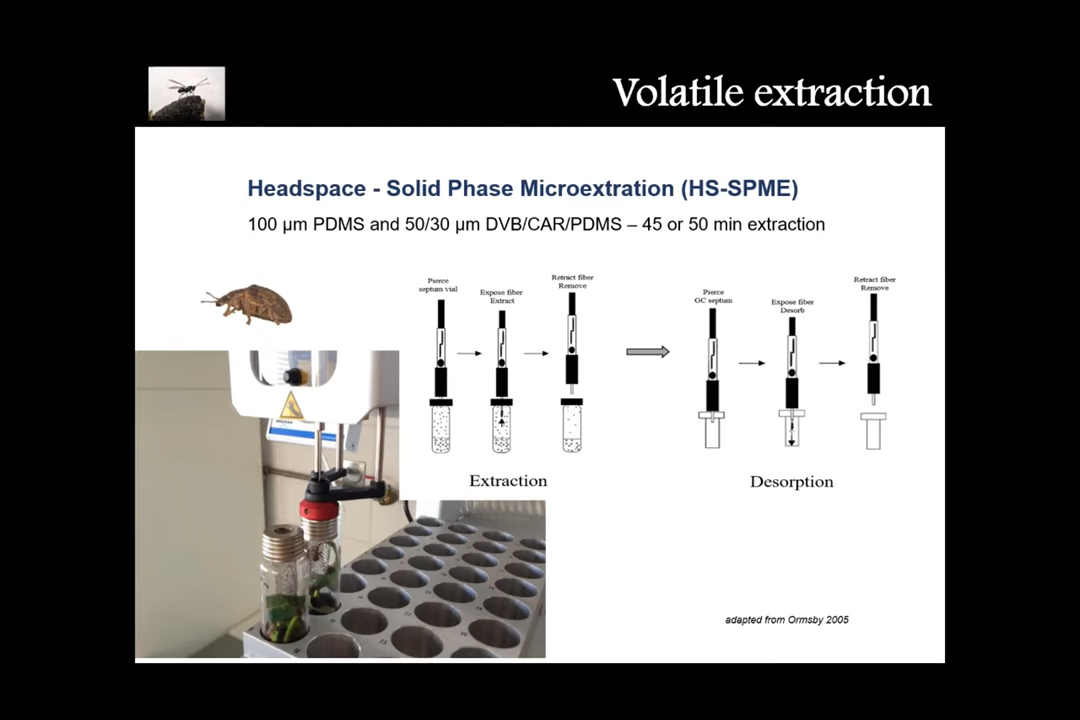 Volatile extraction
Headspace - Solid Phase Microextration (HS-SPME)
100 µm PDMS and 50/30 µm DVB/CAR/PDMS – 45 or 50 min extraction
Pierce
septum vial
Expose fiber
Extract
Retract fiber
Remove
Pierce
GC septum
Expose fiber
Desorb
Retract fiber
Remove
Extraction
Desorption
adapted from Ormsby 2005